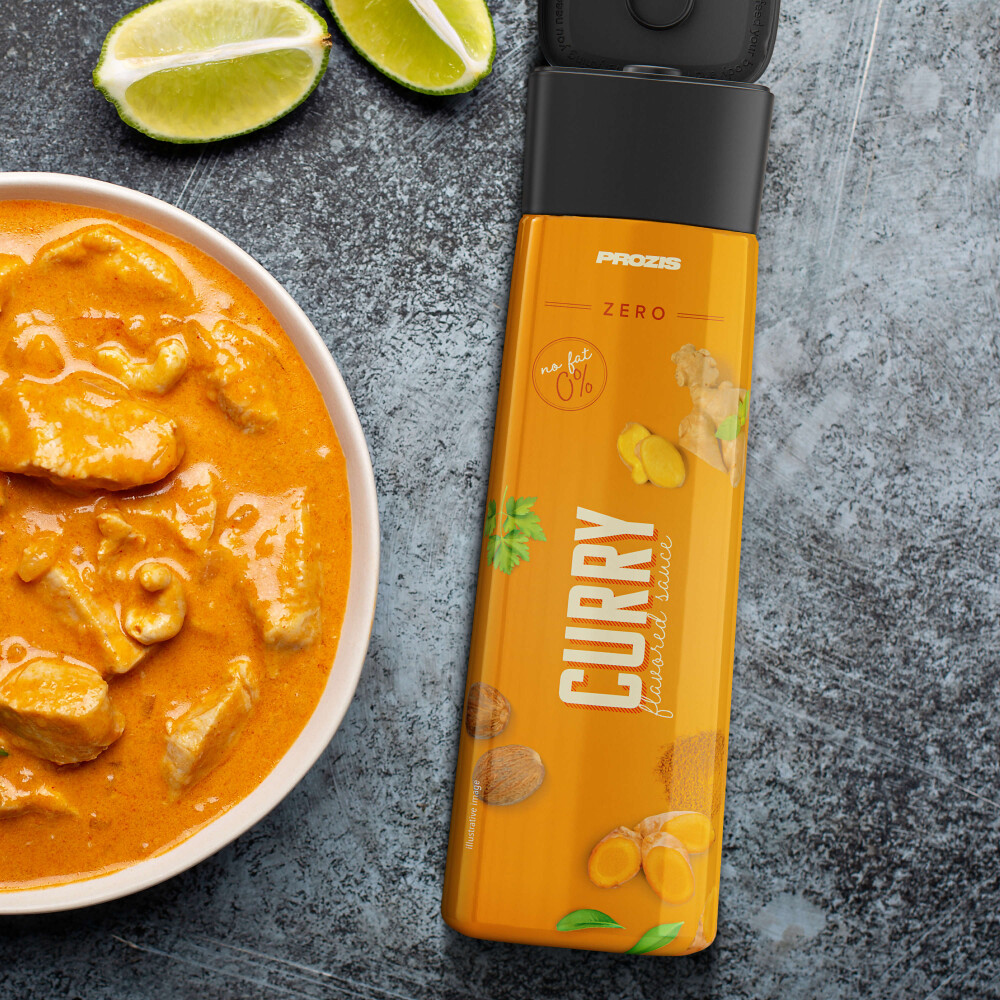 PROZIS
ZERO
no fat
0%
CURRY
flavored sauce
illustrative image